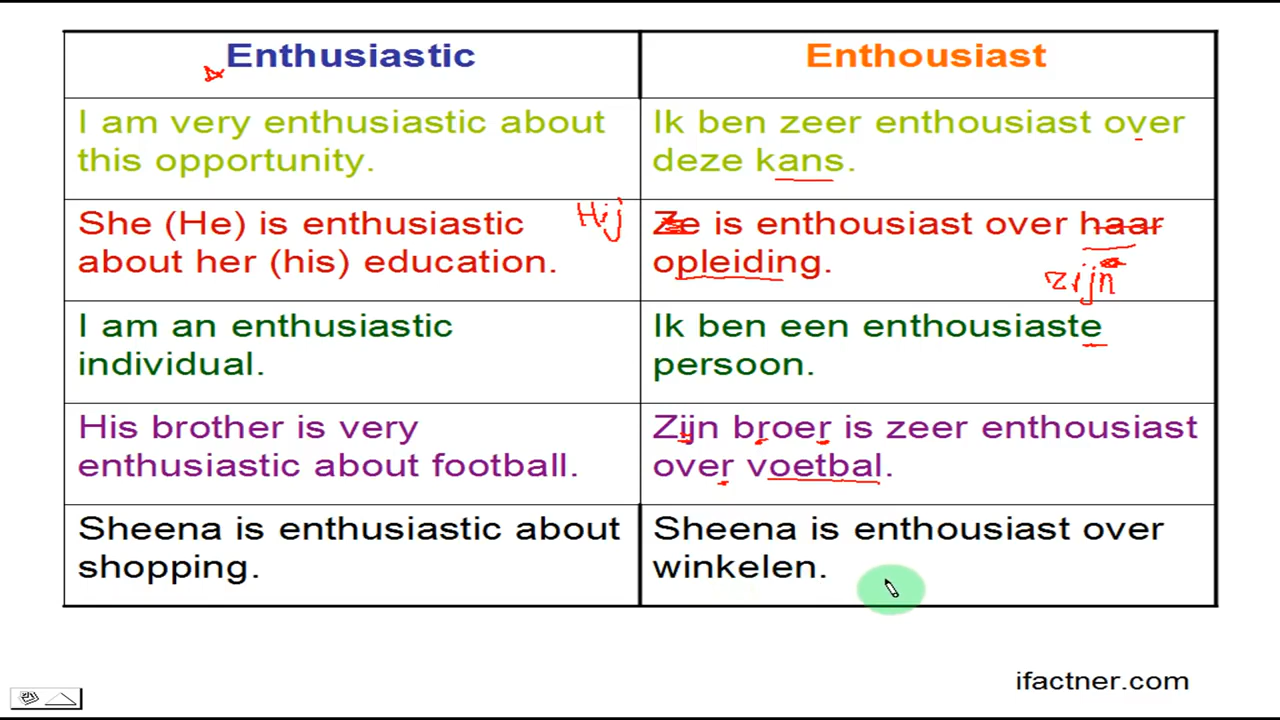 Enthusiastic
Enthousiast
I am very enthusiastic about
this opportunity.
Ik ben zeer enthousiast over
deze kans.
She (He) is enthusiastic
about her (his) education.
Hij
Ze is enthousiast over haar
opleiding.
zijn
I am an enthusiastic
individual.
Ik ben een enthousiaste
persoon.
His brother is very
enthusiastic about football.
Zijn broer is zeer enthousiast
over voetbal.
Sheena is enthusiastic about
shopping.
Sheena is enthousiast over
winkelen.
ifactner.com